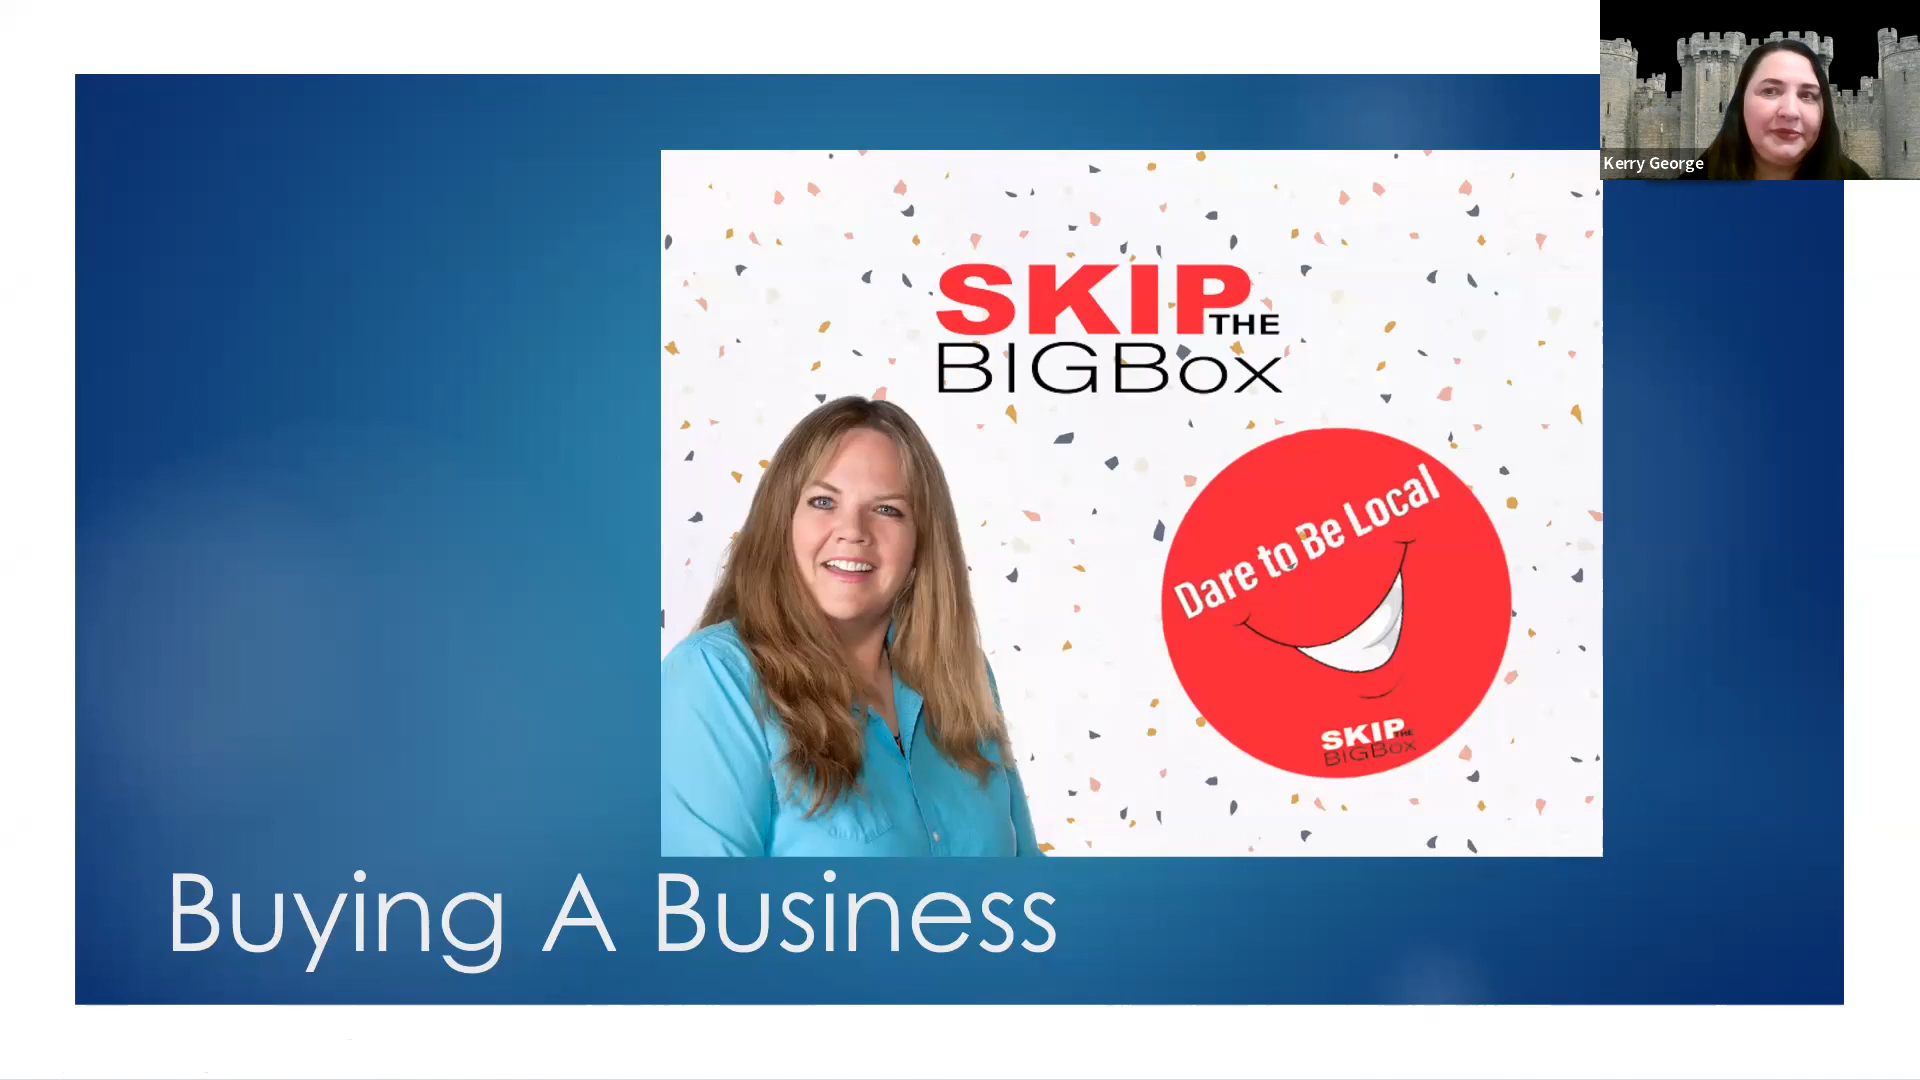 Kerry George
SKIP
THE
BIGBox
Dare to Be Local
SKIP
THE
BIGBox
Buying A Business